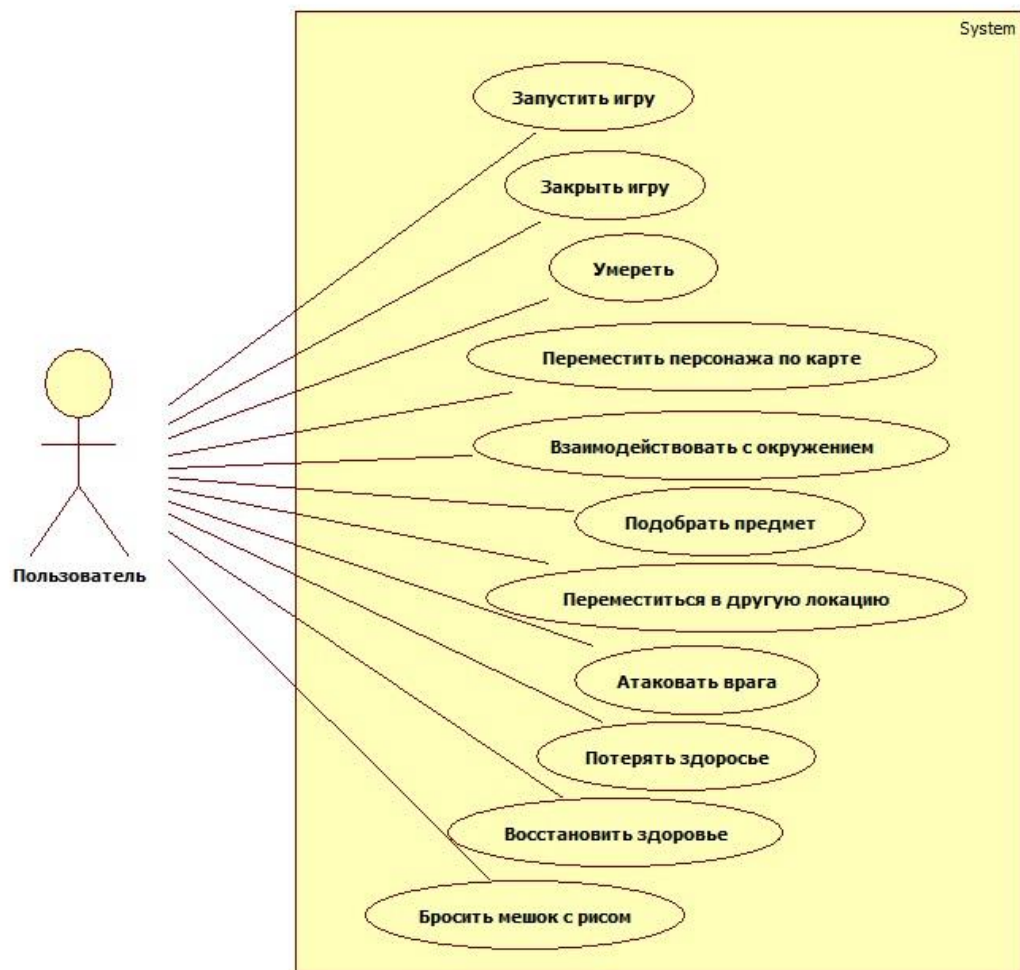 System
Запустить игру
Закрыть игру
Умереть
Переместить персонажа по карте
Взаимодействовать с окружением
Подобрать предмет
Пользователь
Переместиться в другую локацию
Атаковать врага
Потерять здоросье
Восстановить здоровье
Бросить мешок с рисом